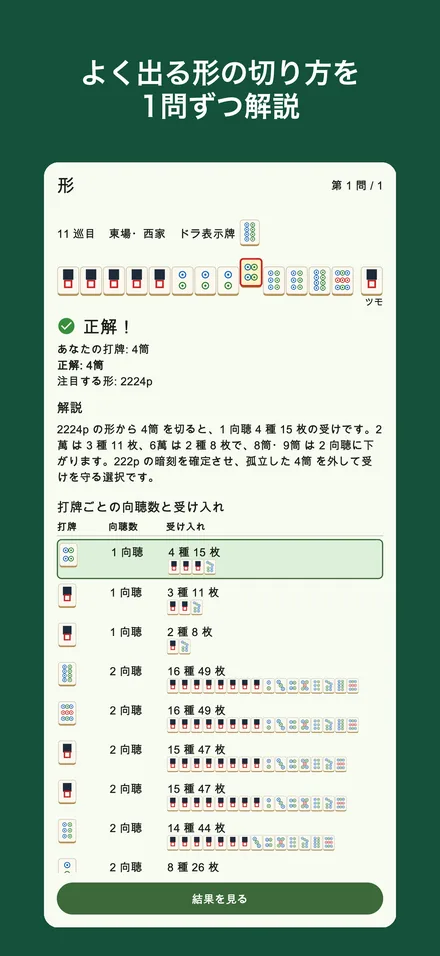 よく出る形の切り方を
1問ずつ解説
形
第 1 問 / 1
11 巡目 東場・西家 ドラ表示牌
ツモ
正解！
あなたの打牌: 4筒
正解: 4筒
注目する形: 2224p
解説
2224p の形から 4筒 を切ると、1 向聴 4 種 15 枚の受けです。2
萬 は 3 種 11 枚、6萬 は 2 種 8 枚で、8筒・9筒 は 2 向聴に下
がります。222p の暗刻を確定させ、孤立した 4筒 を外して受
けを守る選択です。
打牌ごとの向聴数と受け入れ
打牌 向聴数 受け入れ
1 向聴 4 種 15 枚
1 向聴 3 種 11 枚
1 向聴 2 種 8 枚
2 向聴 16 種 49 枚
2 向聴 16 種 49 枚
2 向聴 15 種 47 枚
2 向聴 15 種 47 枚
2 向聴 14 種 44 枚
2 向聴 8 種 26 枚
結果を見る